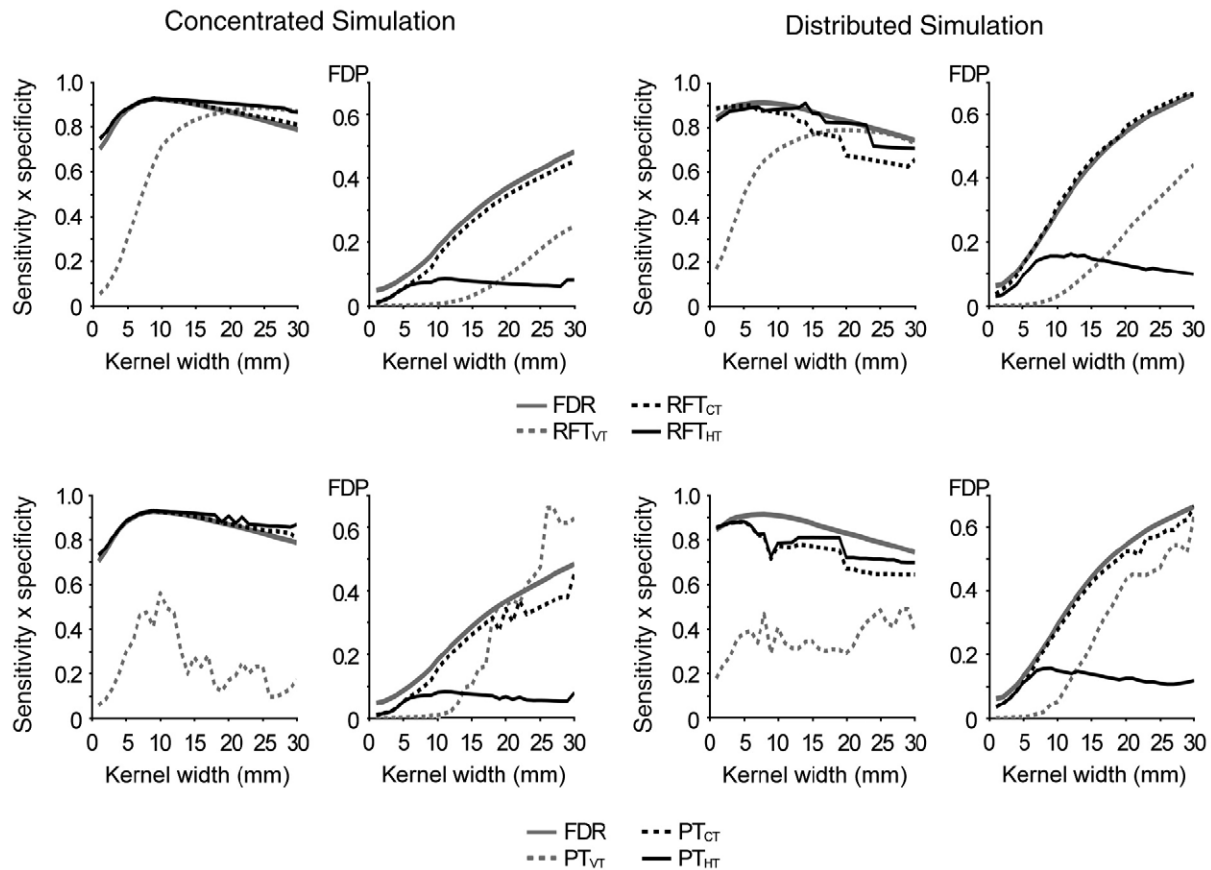 Concentrated Simulation
Distributed Simulation
Sensitivity x specificity
1.0
0.8
0.6
0.4
0.2
0
0 5 10 15 20 25 30
Kernel width (mm)
FDP
0.6
0.4
0.2
0
0 5 10 15 20 25 30
Kernel width (mm)
Sensitivity x specificity
1.0
0.8
0.6
0.4
0.2
0
0 5 10 15 20 25 30
Kernel width (mm)
FDP
0.6
0.4
0.2
0
0 5 10 15 20 25 30
Kernel width (mm)
FDR RFTCT
RFTVT RFTHT
Sensitivity x specificity
1.0
0.8
0.6
0.4
0.2
0
0 5 10 15 20 25 30
Kernel width (mm)
FDP
0.6
0.4
0.2
0
0 5 10 15 20 25 30
Kernel width (mm)
Sensitivity x specificity
1.0
0.8
0.6
0.4
0.2
0
0 5 10 15 20 25 30
Kernel width (mm)
FDP
0.6
0.4
0.2
0
0 5 10 15 20 25 30
Kernel width (mm)
FDR PTCT
PTVT PTHT